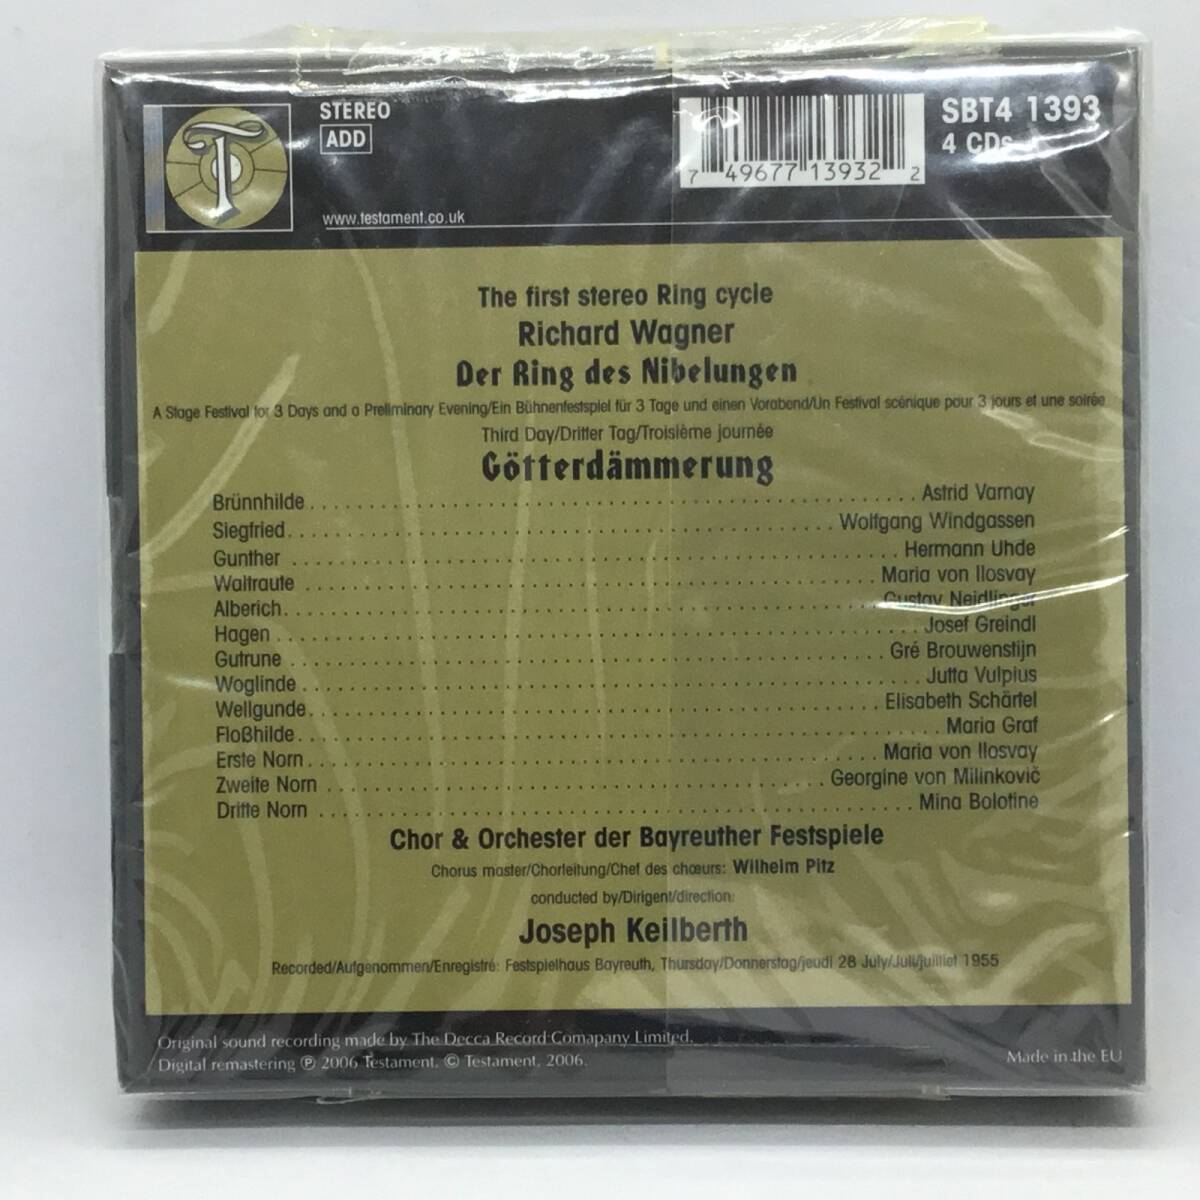 T
STEREO
ADD
www.testament.co.uk
7 49677 13932 2
SBT4 1393
4 CDs
The first stereo Ring cycle
Richard Wagner
Der Ring des Nibelungen
A Stage Festival for 3 Days and a Preliminary Evening/Ein Bühnenfestspiel für 3 Tage und einen Vorabend/Un Festival scénique pour 3 jours et une soirée
Third Day/Dritter Tag/Troisième journée
Götterdämmerung
Brünnhilde Astrid Varnay
Siegfried Wolfgang Windgassen
Gunther Hermann Uhde
Waltraute Maria von Ilosvay
Alberich Gustav Neidlinger
Hagen Josef Greindl
Gutrune Gré Brouwenstijn
Woglinde Jutta Vulpius
Wellgunde Elisabeth Schärtel
Floßhilde Maria Graf
Erste Norn Maria von Ilosvay
Zweite Norn Georgine von Milinkovič
Dritte Norn Mina Bolotine
Chor & Orchester der Bayreuther Festspiele
Chorus master/Chorleitung/Chef des chœurs: Wilhelm Pitz
conducted by/Dirigent/direction:
Joseph Keilberth
Recorded/Aufgenommen/Enregistré: Festspielhaus Bayreuth, Thursday/Donnerstag/jeudi 28 July/Juli/juilliet 1955
Original sound recording made by The Decca Record Comapany Limited.
Digital remastering ℗ 2006 Testament. © Testament, 2006.
Made in the EU